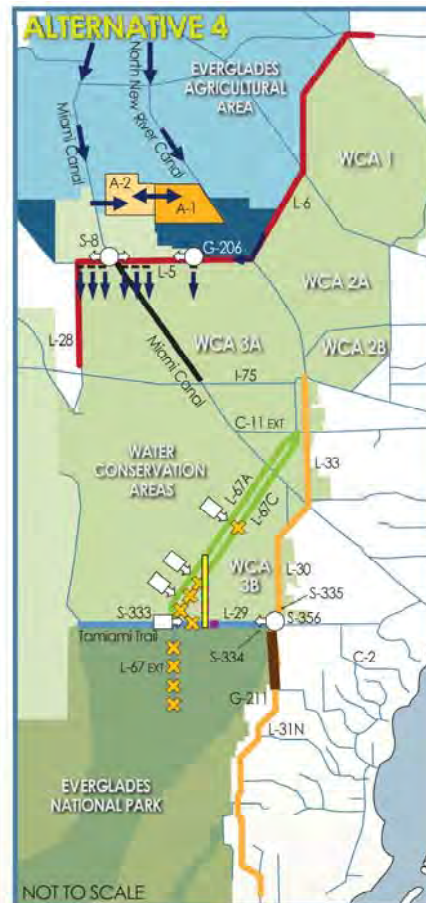 ALTERNATIVE 4
Miami Canal
North New River Canal
EVERGLADES
AGRICULTURAL
AREA
WCA 1
A-2
A-1
L-6
S-8
G-206
L-5
WCA 2A
L-28
WCA 3A
WCA 2B
Miami Canal
I-75
C-11 EXT
WATER
CONSERVATION
AREAS
L-67A
L-67C
L-33
WCA
3B
L-30
S-335
S-333
L-29
S-356
Tamiami Trail
S-334
C-2
L-67 EXT
G-211
L-31N
EVERGLADES
NATIONAL PARK
NOT TO SCALE